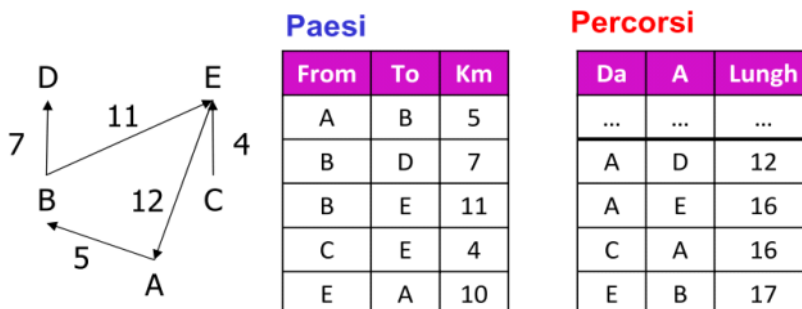 Paesi
Percorsi
D
E
11
7
4
B
12
C
5
A
From To Km
A B 5
B D 7
B E 11
C E 4
E A 10
Da A Lungh
... ... ...
A D 12
A E 16
C A 16
E B 17